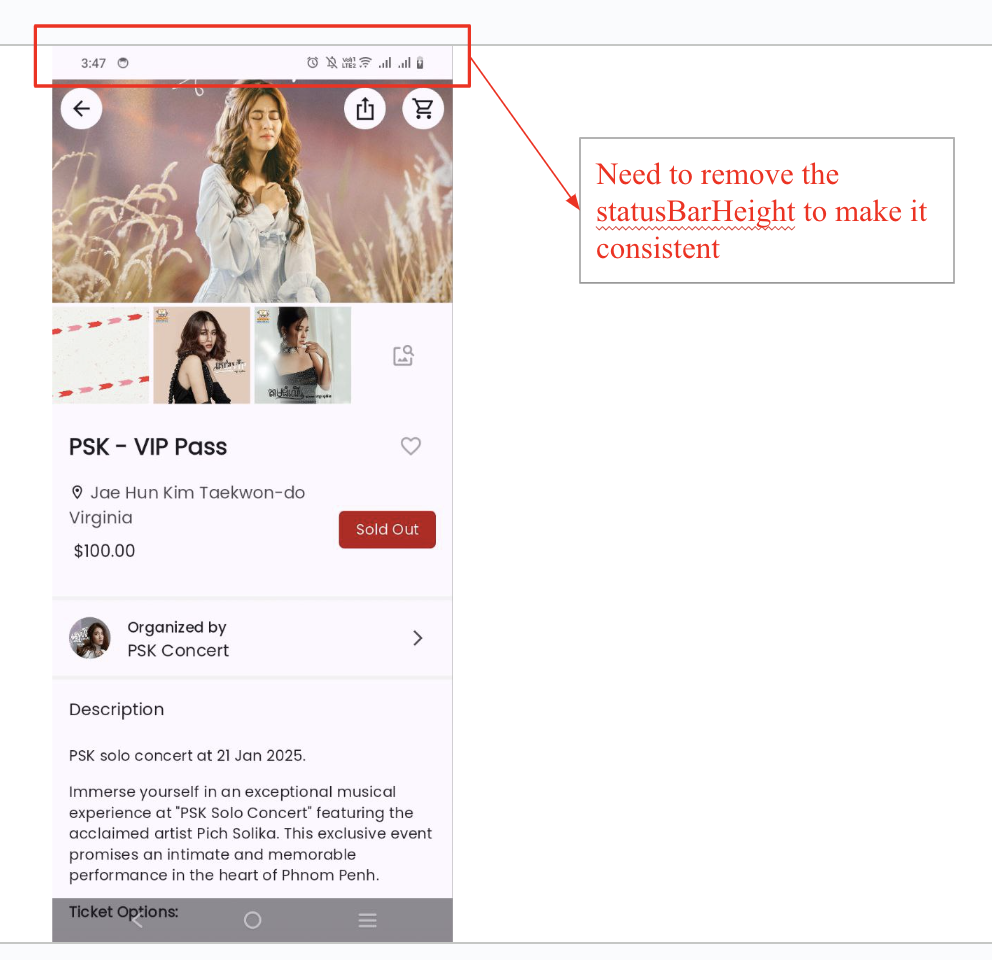 3:47
VoLTE
LTE2
Need to remove the
statusBarHeight to make it
consistent
PSK - VIP Pass
Jae Hun Kim Taekwon-do
Virginia
Sold Out
$100.00
Organized by
PSK Concert
Description
PSK solo concert at 21 Jan 2025.
Immerse yourself in an exceptional musical
experience at "PSK Solo Concert" featuring the
acclaimed artist Pich Solika. This exclusive event
promises an intimate and memorable
performance in the heart of Phnom Penh.
Ticket Options: